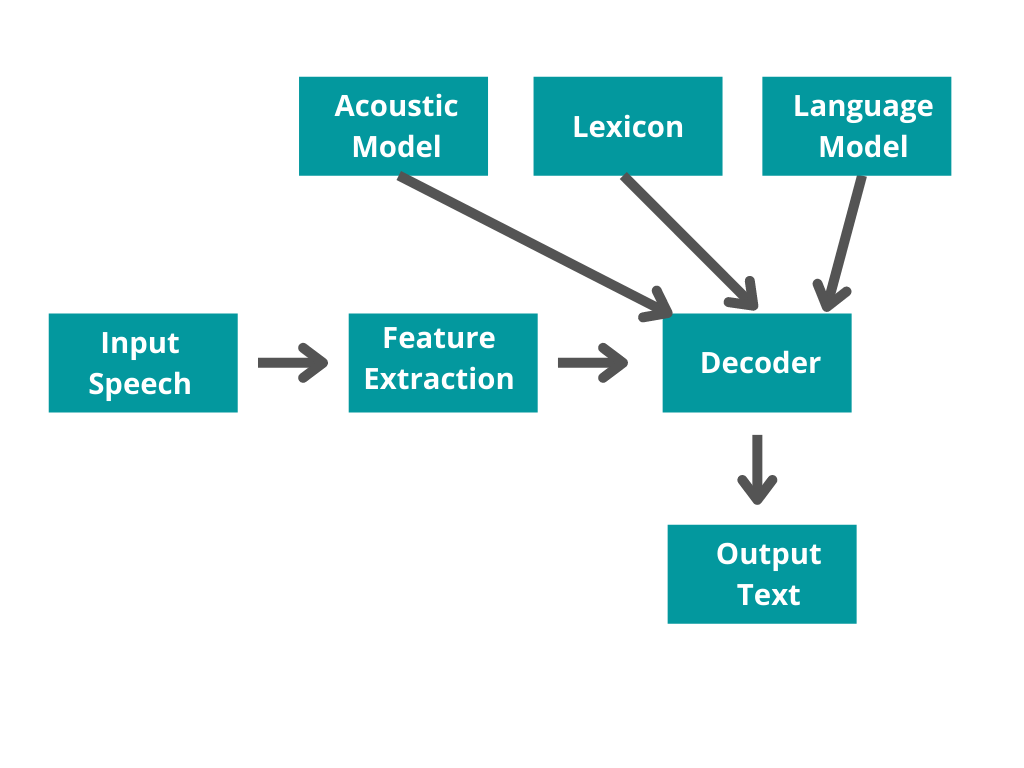 Acoustic
Model
Lexicon
Language
Model
Input
Speech
Feature
Extraction
Decoder
Output
Text